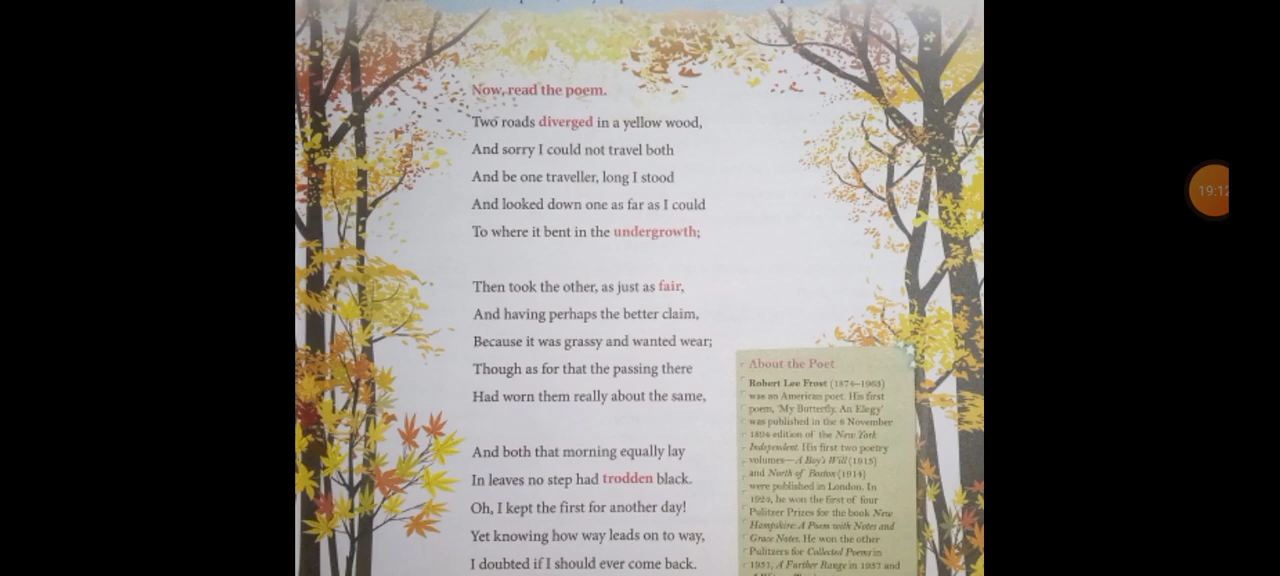 Now, read the poem.
Two roads diverged in a yellow wood,
And sorry I could not travel both
And be one traveller, long I stood
And looked down one as far as I could
To where it bent in the undergrowth;
Then took the other, as just as fair,
And having perhaps the better claim,
Because it was grassy and wanted wear;
Though as for that the passing there
Had worn them really about the same,
And both that morning equally lay
In leaves no step had trodden black.
Oh, I kept the first for another day!
Yet knowing how way leads on to way,
I doubted if I should ever come back.
About the Poet
Robert Lee Frost (1874–1963)
was an American poet. His first
poem, 'My Butterfly. An Elegy'
was published in the 8 November
1894 edition of the New York
Independent. His first two poetry
volumes—A Boy's Will (1913)
and North of Boston (1914)
were published in London. In
1924, he won the first of four
Pulitzer Prizes for the book New
Hampshire: A Poem with Notes and
Grace Notes. He won the other
Pulitzers for Collected Poems in
1931, A Further Range in 1937 and
19:12